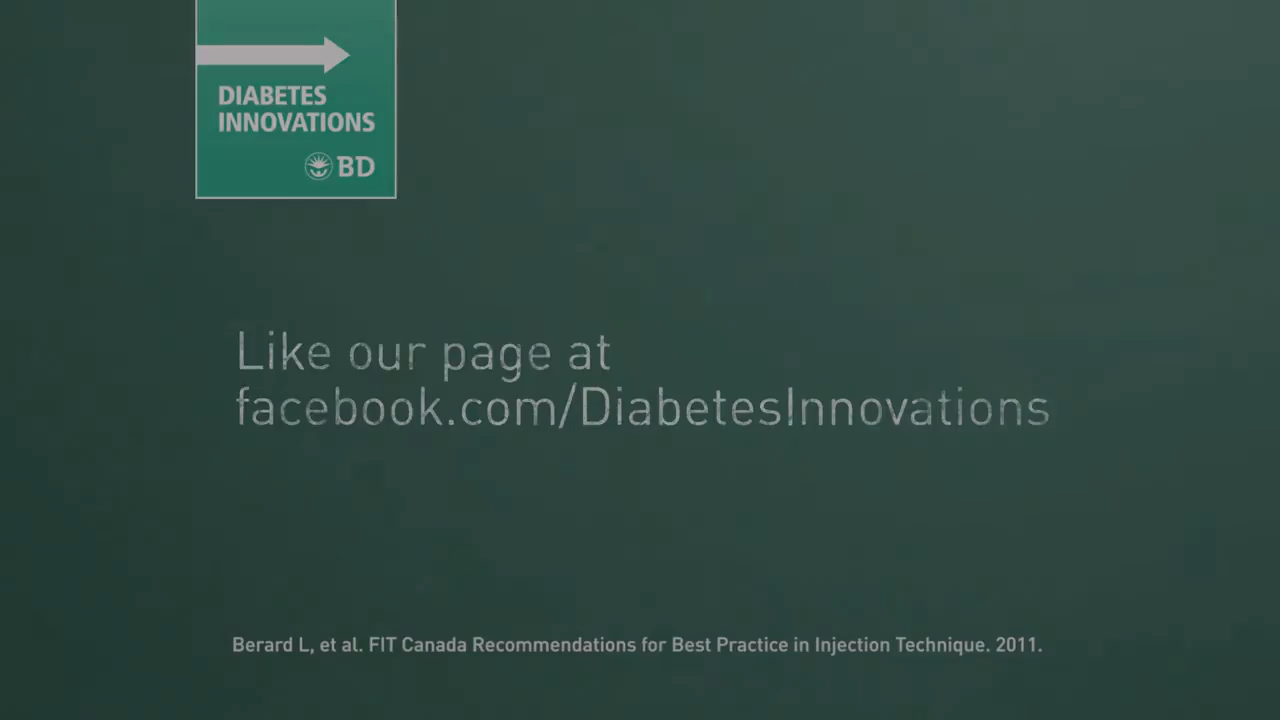 DIABETES
INNOVATIONS
BD
Like our page at
facebook.com/DiabetesInnovations
Berard L, et al. FIT Canada Recommendations for Best Practice in Injection Technique. 2011.